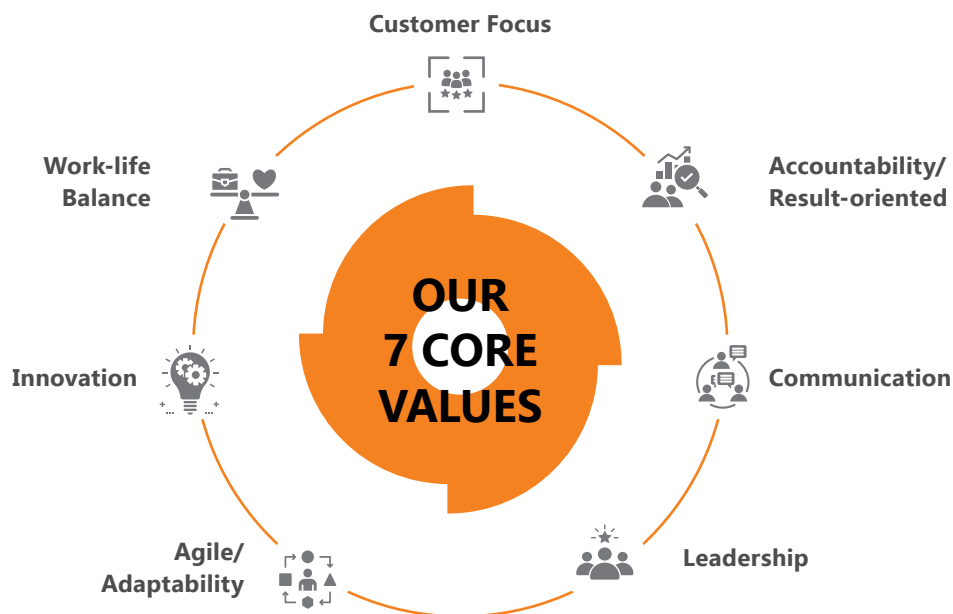 Customer Focus
Work-life
Balance
Accountability/
Result-oriented
OUR
7 CORE
VALUES
Innovation
Communication
Agile/
Adaptability
Leadership